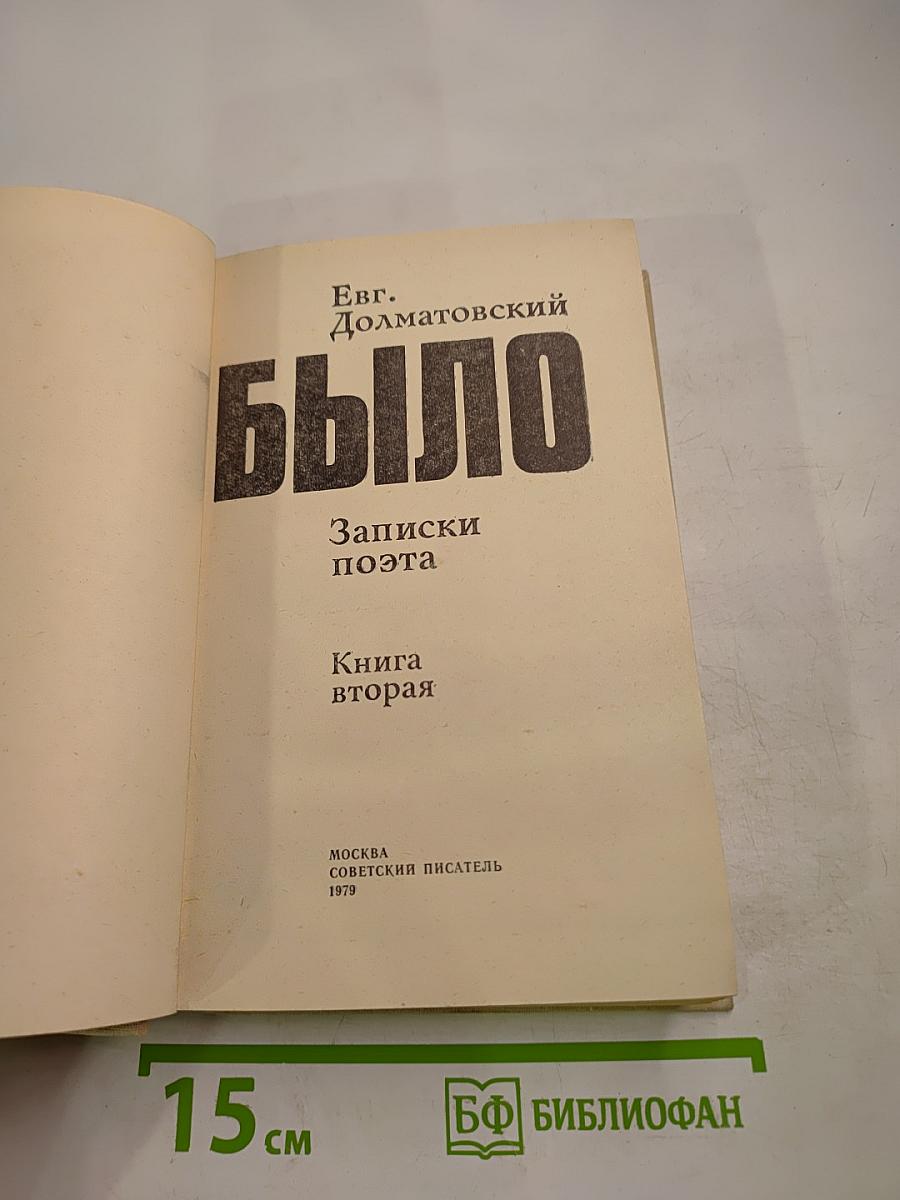 Евг.
Долматовский
БЫЛО
Записки
поэта
Книга
вторая
МОСКВА
СОВЕТСКИЙ ПИСАТЕЛЬ
1979
15 см
БФ БИБЛИОФАН